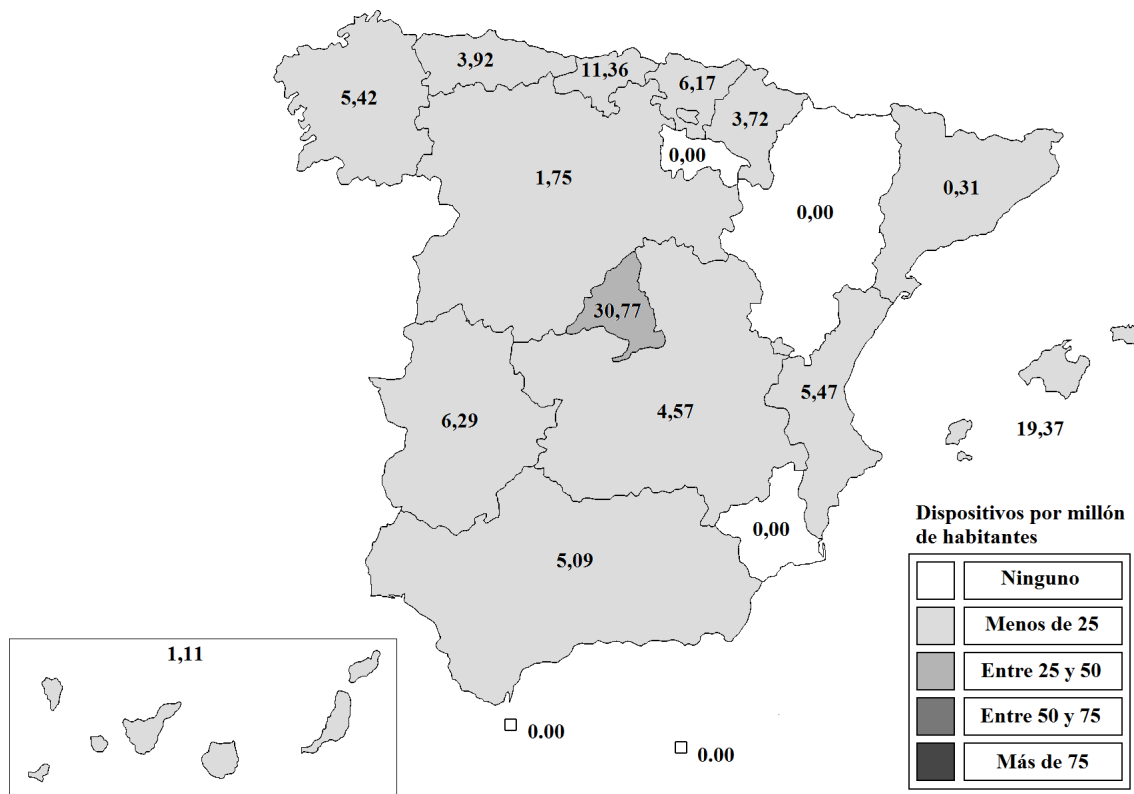 3,92
11,36
6,17
5,42
3,72
0,00
1,75
0,31
0,00
30,77
5,47
6,29
4,57
19,37
0,00
5,09
1,11
0.00
0.00
Dispositivos por millón
de habitantes
Ninguno
Menos de 25
Entre 25 y 50
Entre 50 y 75
Más de 75